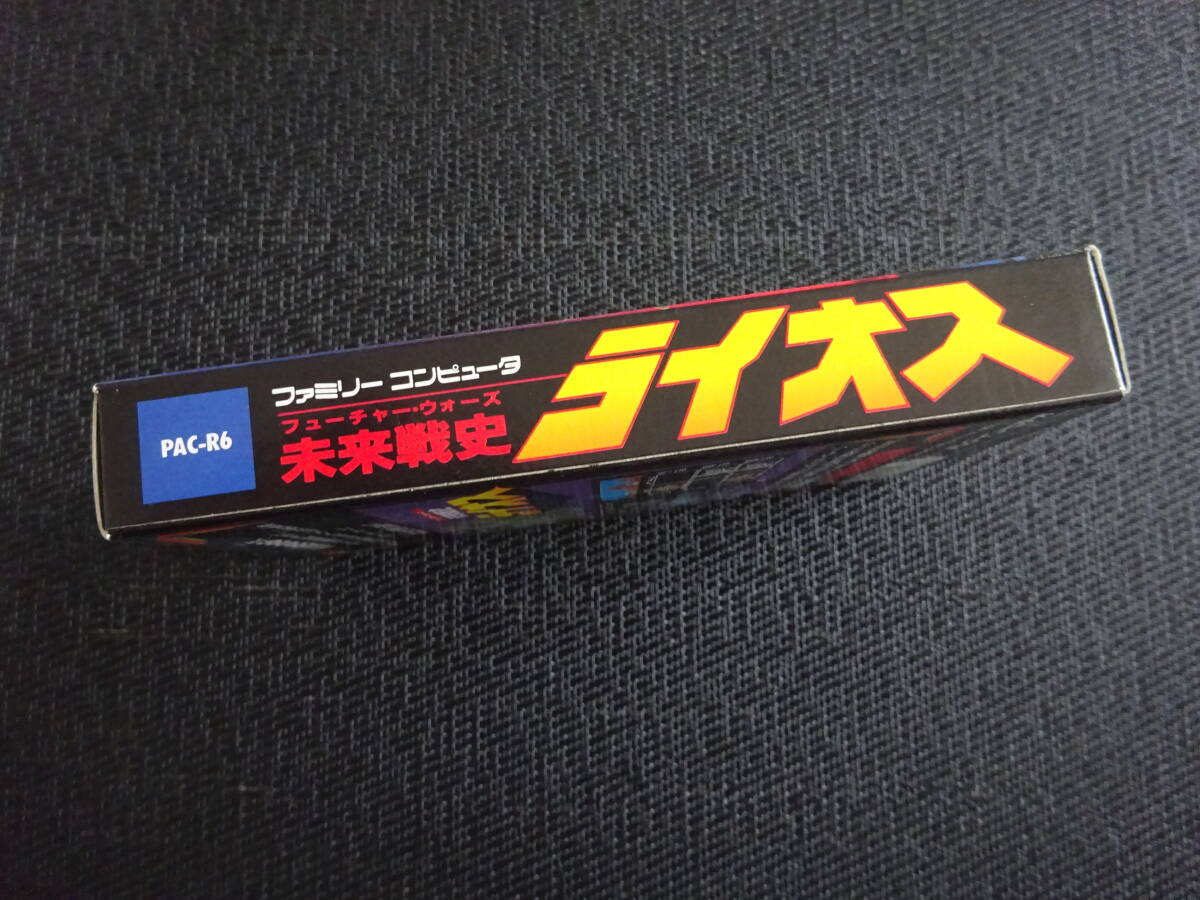 PAC-R6
ファミリー コンピュータ
フューチャー・ウォーズ
未来戦史
ライオス